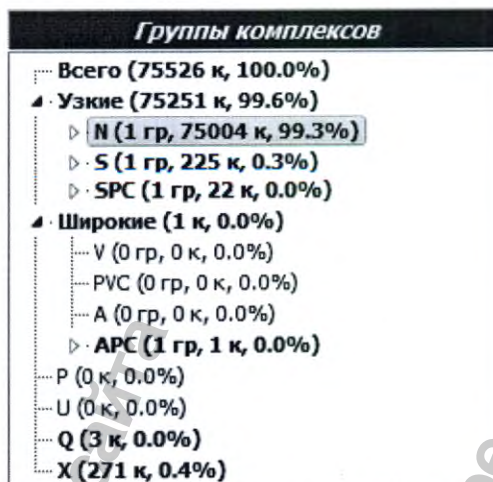 Группы комплексов
Всего (75526 к, 100.0%)
Узкие (75251 к, 99.6%)
N (1 гр, 75004 к, 99.3%)
S (1 гр, 225 к, 0.3%)
SPC (1 гр, 22 к, 0.0%)
Широкие (1 к, 0.0%)
V (0 гр, 0 к, 0.0%)
PVC (0 гр, 0 к, 0.0%)
A (0 гр, 0 к, 0.0%)
APC (1 гр, 1 к, 0.0%)
P (0 к, 0.0%)
U (0 к, 0.0%)
Q (3 к, 0.0%)
X (271 к, 0.4%)
сайта